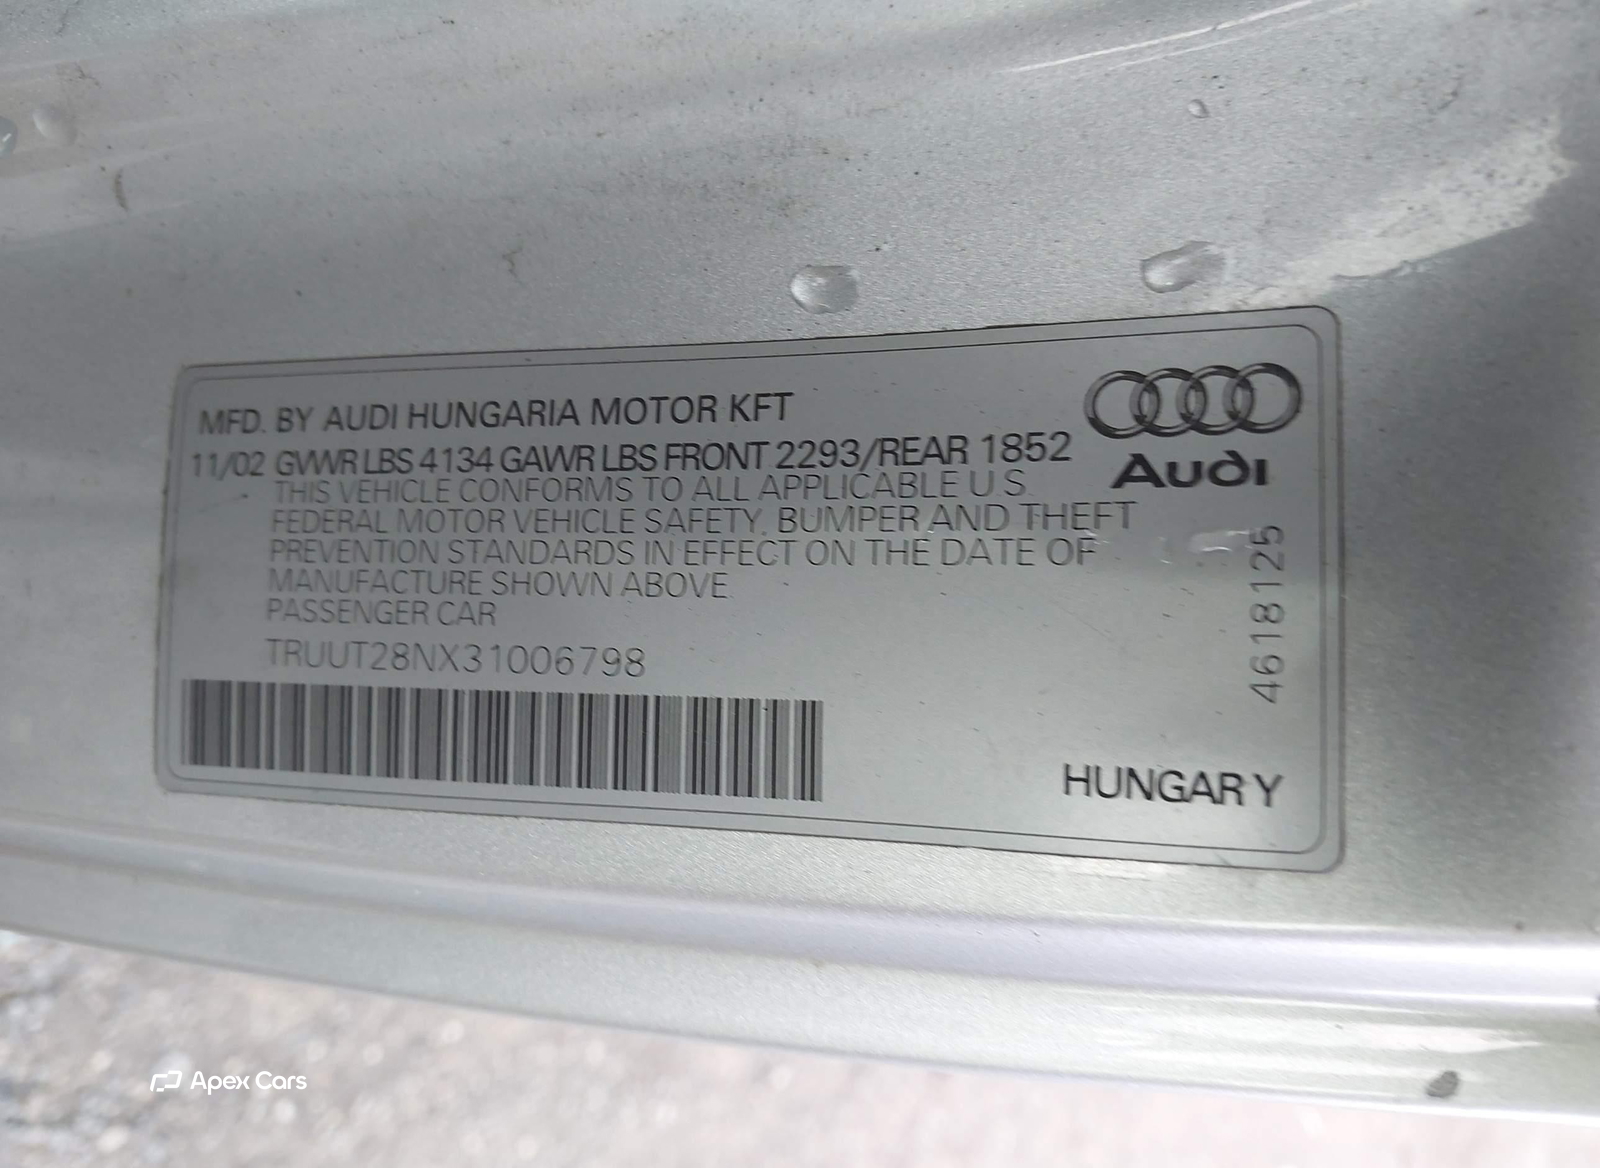 MFD. BY AUDI HUNGARIA MOTOR KFT
11/02 GVWR LBS 4134 GAWR LBS FRONT 2293/REAR 1852
THIS VEHICLE CONFORMS TO ALL APPLICABLE U.S.
FEDERAL MOTOR VEHICLE SAFETY, BUMPER AND THEFT
PREVENTION STANDARDS IN EFFECT ON THE DATE OF
MANUFACTURE SHOWN ABOVE.
PASSENGER CAR
TRUUT28NX31006798
Audi
4618125
HUNGARY
Apex Cars